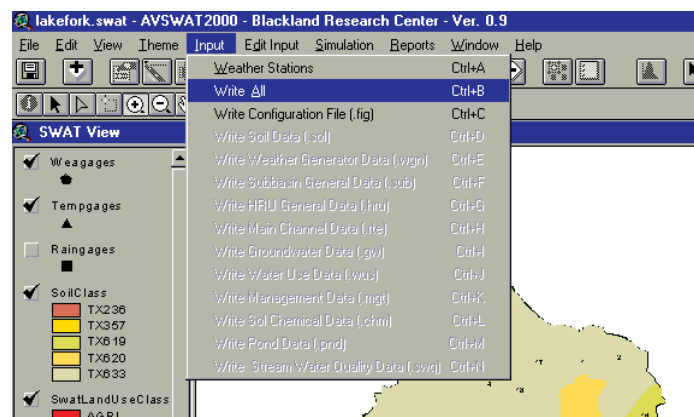 lakefork.swat - AVSWAT2000 - Blackland Research Center - Ver. 0.9
File Edit View Theme Input Edit Input Simulation Reports Window Help
Weather Stations Ctrl+A
Write All Ctrl+B
Write Configuration File (.fig) Ctrl+C
Write Soil Data (.sol) Ctrl+D
Write Weather Generator Data (.wgn) Ctrl+E
Write Subbasin General Data (.sub) Ctrl+F
Write HRU General Data (.hru) Ctrl+G
Write Main Channel Data (.rte) Ctrl+H
Write Groundwater Data (.gw) Ctrl+I
Write Water Use Data (.wus) Ctrl+J
Write Management Data (.mgt) Ctrl+K
Write Sol Chemical Data (.chm) Ctrl+L
Write Pond Data (.pnd) Ctrl+M
Write Stream Water Quality Data (.swq) Ctrl+N
SWAT View
Weagages
Tempgages
Raingages
SoilClass
TX236
TX357
TX619
TX620
TX633
SwatLandUseClass
AGRL